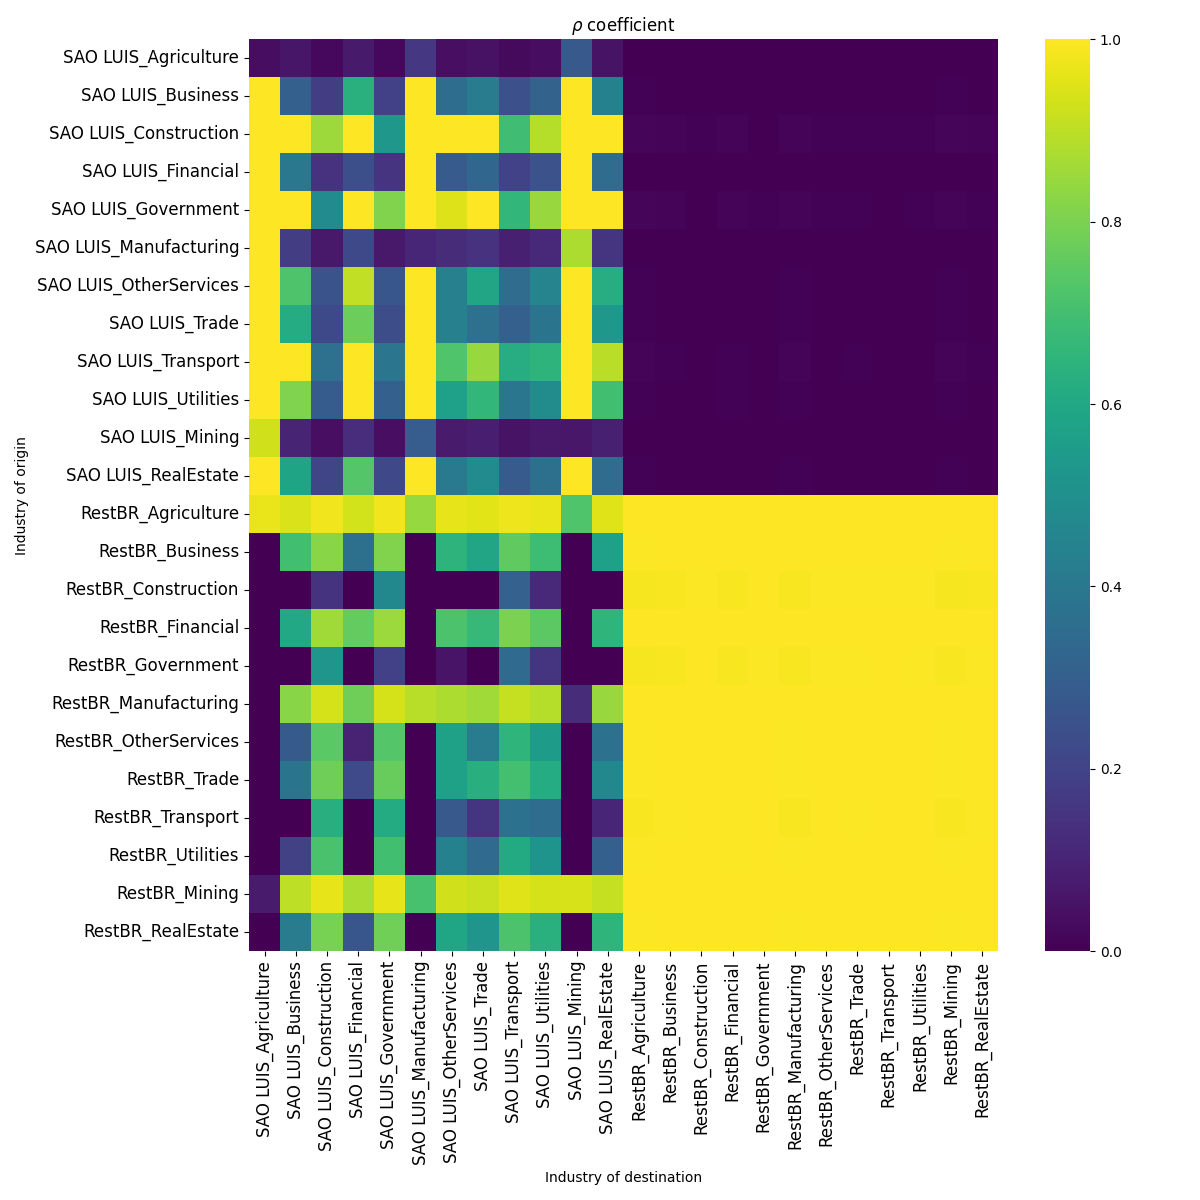 ρ coefficient
SAO LUIS_Agriculture
SAO LUIS_Business
SAO LUIS_Construction
SAO LUIS_Financial
SAO LUIS_Government
SAO LUIS_Manufacturing
SAO LUIS_OtherServices
SAO LUIS_Trade
SAO LUIS_Transport
SAO LUIS_Utilities
SAO LUIS_Mining
SAO LUIS_RealEstate
RestBR_Agriculture
RestBR_Business
RestBR_Construction
RestBR_Financial
RestBR_Government
RestBR_Manufacturing
RestBR_OtherServices
RestBR_Trade
RestBR_Transport
RestBR_Utilities
RestBR_Mining
RestBR_RealEstate
Industry of origin
SAO LUIS_Agriculture
SAO LUIS_Business
SAO LUIS_Construction
SAO LUIS_Financial
SAO LUIS_Government
SAO LUIS_Manufacturing
SAO LUIS_OtherServices
SAO LUIS_Trade
SAO LUIS_Transport
SAO LUIS_Utilities
SAO LUIS_Mining
SAO LUIS_RealEstate
RestBR_Agriculture
RestBR_Business
RestBR_Construction
RestBR_Financial
RestBR_Government
RestBR_Manufacturing
RestBR_OtherServices
RestBR_Trade
RestBR_Transport
RestBR_Utilities
RestBR_Mining
RestBR_RealEstate
Industry of destination
1.0
0.8
0.6
0.4
0.2
0.0